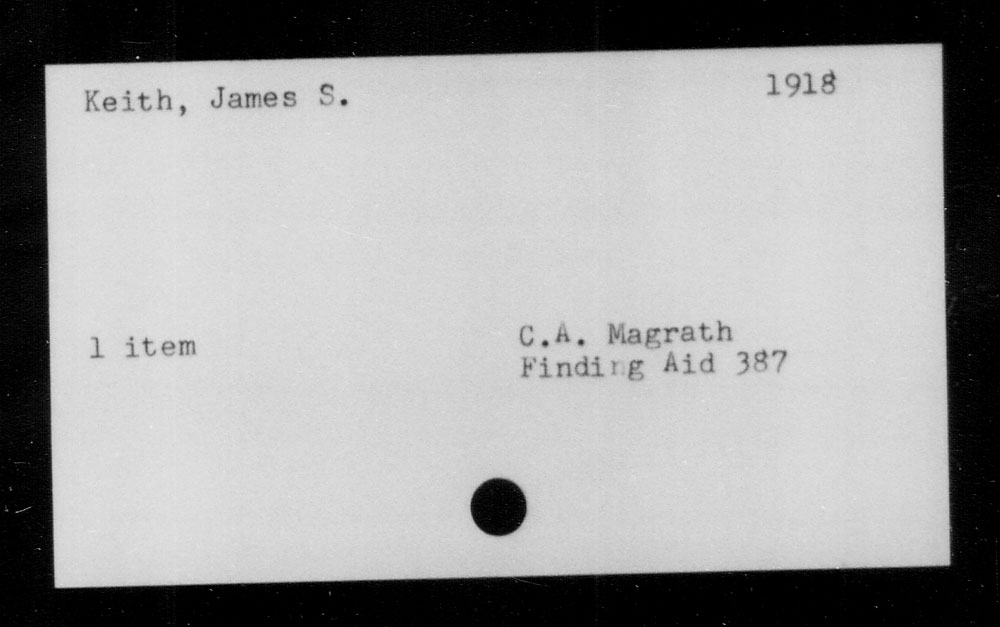 Keith, James S. 1918
1 item
C.A. Magrath
Finding Aid 387